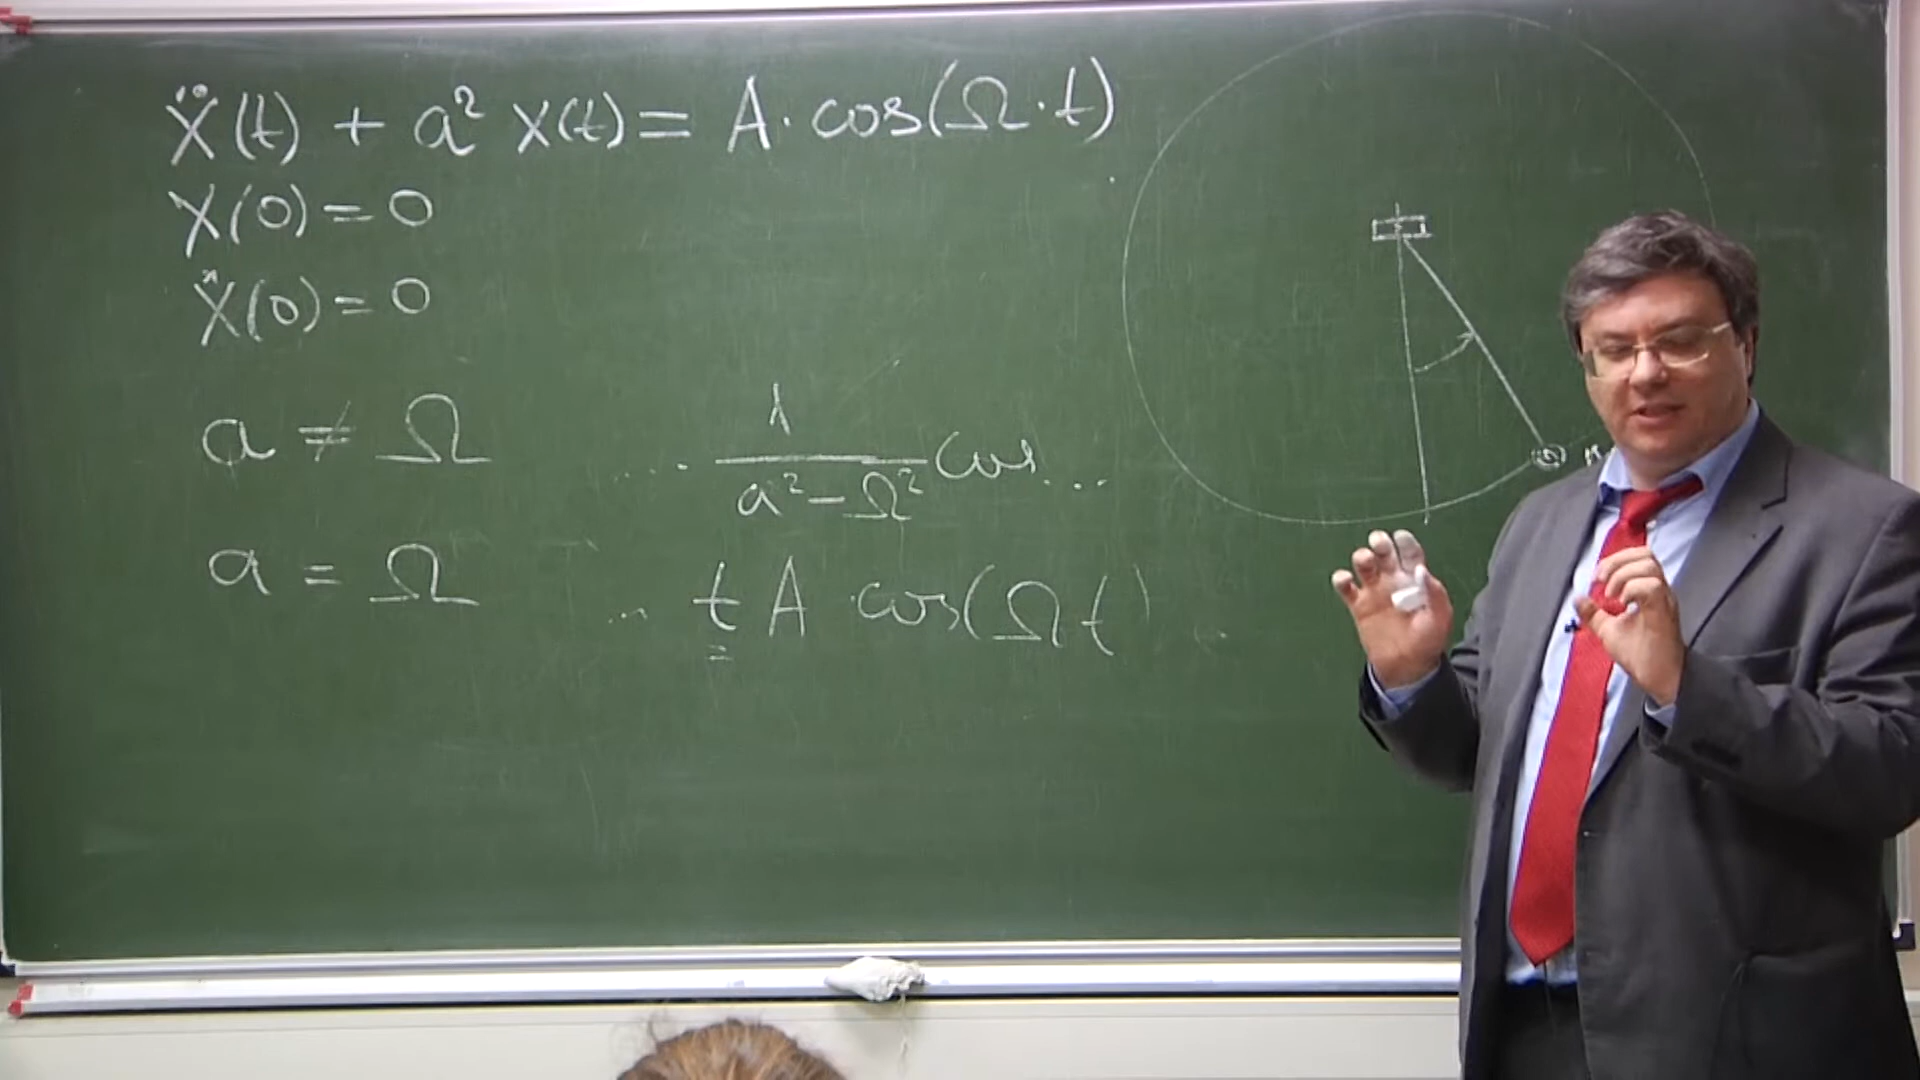 ẍ(t) + a² x(t) = A · cos(Ω · t)
x(0) = 0
ẋ(0) = 0
a ≠ Ω ... 1/(a² − Ω²) cos ...
a = Ω ... t A · cos(Ω t)